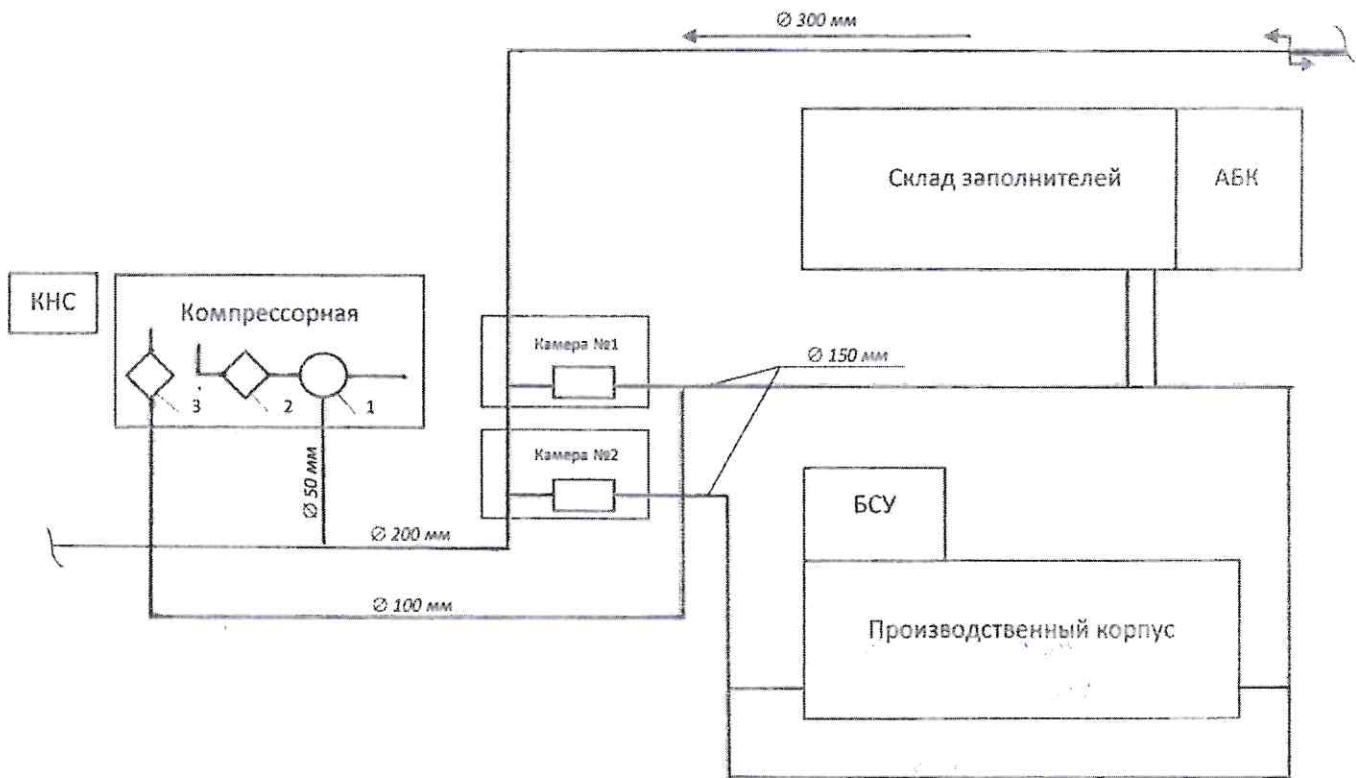 Ø 300 мм
Склад заполнителей
АБК
КНС
Компрессорная
Камера №1
Ø 150 мм
3
2
1
Камера №2
Ø 50 мм
БСУ
Ø 200 мм
Ø 100 мм
Производственный корпус